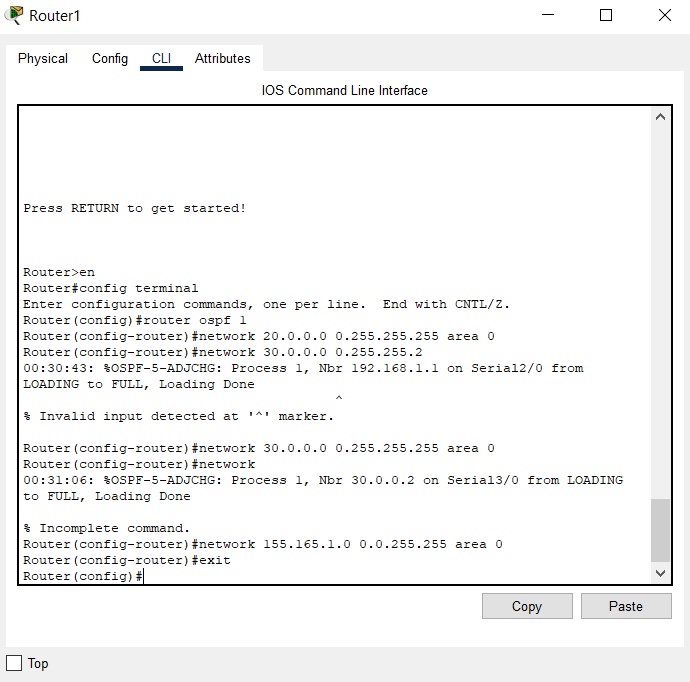 Router1
Physical Config CLI Attributes
IOS Command Line Interface
Press RETURN to get started!
Router>en
Router#config terminal
Enter configuration commands, one per line.  End with CNTL/Z.
Router(config)#router ospf 1
Router(config-router)#network 20.0.0.0 0.255.255.255 area 0
Router(config-router)#network 30.0.0.0 0.255.255.2
00:30:43: %OSPF-5-ADJCHG: Process 1, Nbr 192.168.1.1 on Serial2/0 from
LOADING to FULL, Loading Done
^
% Invalid input detected at '^' marker.
Router(config-router)#network 30.0.0.0 0.255.255.255 area 0
Router(config-router)#network
00:31:06: %OSPF-5-ADJCHG: Process 1, Nbr 30.0.0.2 on Serial3/0 from LOADING
to FULL, Loading Done
% Incomplete command.
Router(config-router)#network 155.165.1.0 0.0.255.255 area 0
Router(config-router)#exit
Router(config)#
Copy Paste
Top